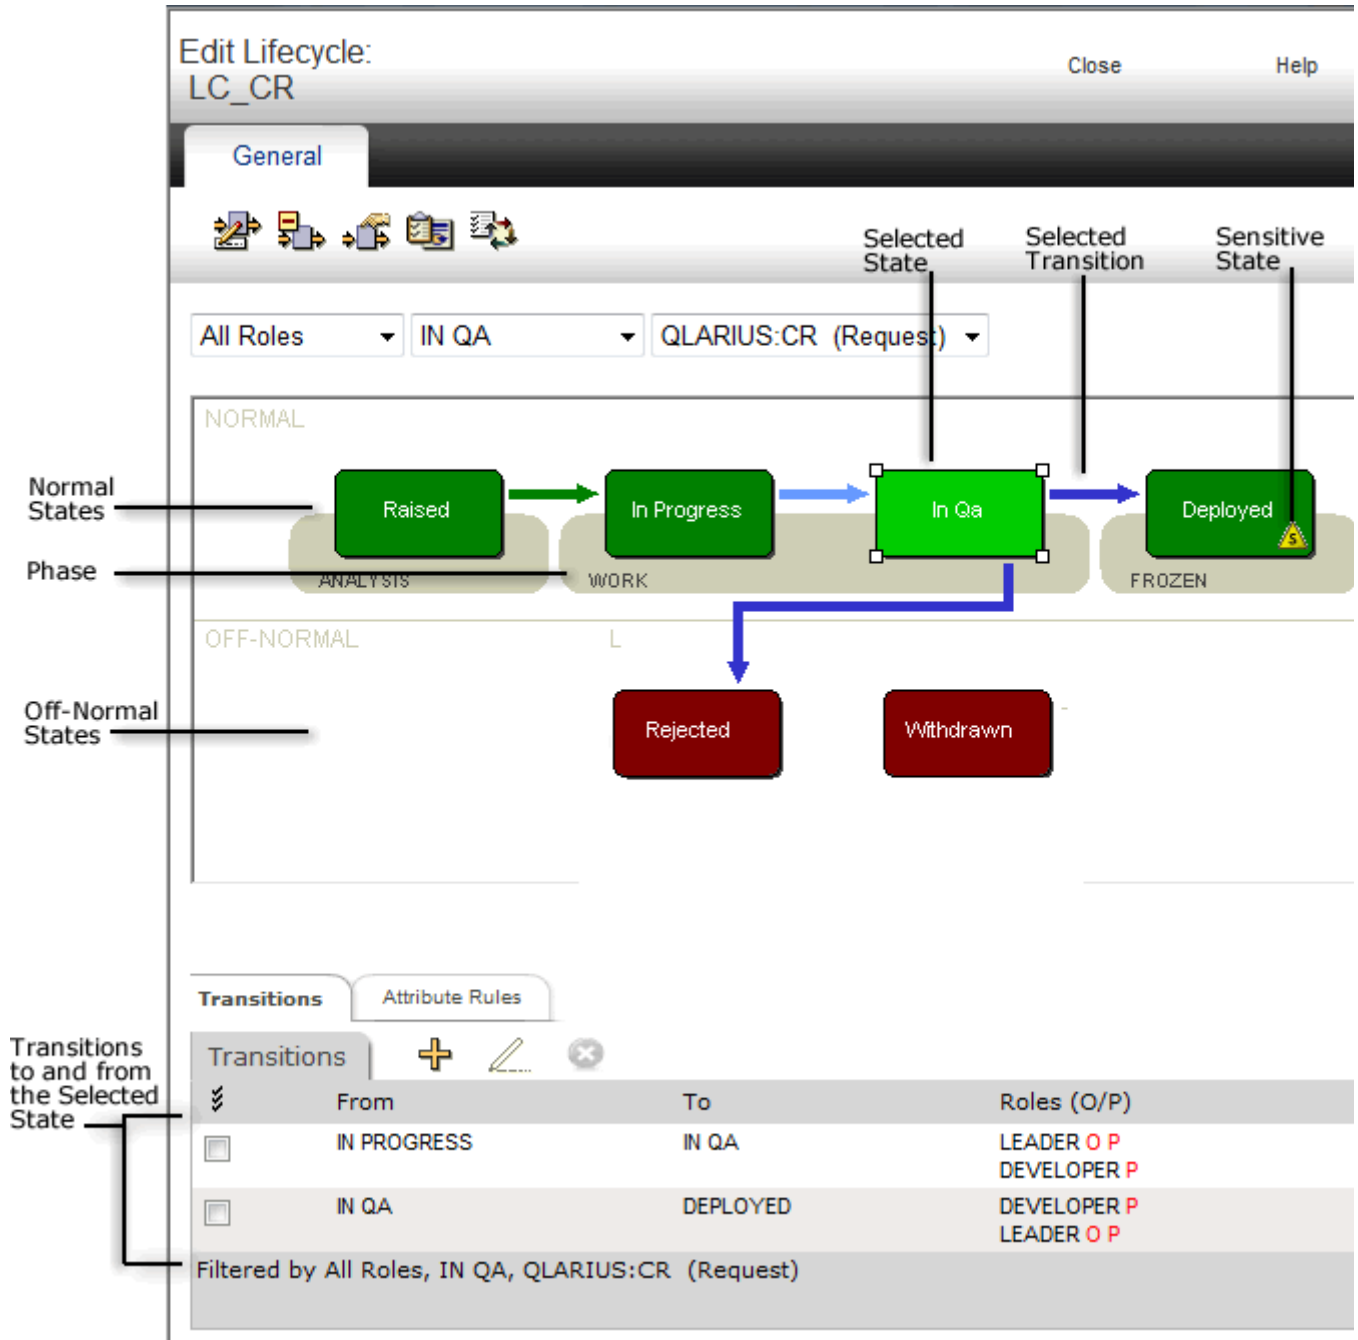 Edit Lifecycle:
LC_CR
Close
Help
General
Selected
State
Selected
Transition
Sensitive
State
All Roles
IN QA
QLARIUS:CR (Request)
NORMAL
Normal
States
Raised
In Progress
In Qa
Deployed
S
Phase
ANALYSIS
WORK
FROZEN
OFF-NORMAL
L
Off-Normal
States
Rejected
Withdrawn
Transitions
Attribute Rules
Transitions
to and from
the Selected
State
Transitions
From
To
Roles (O/P)
IN PROGRESS
IN QA
LEADER O P
DEVELOPER P
IN QA
DEPLOYED
DEVELOPER P
LEADER O P
Filtered by All Roles, IN QA, QLARIUS:CR (Request)